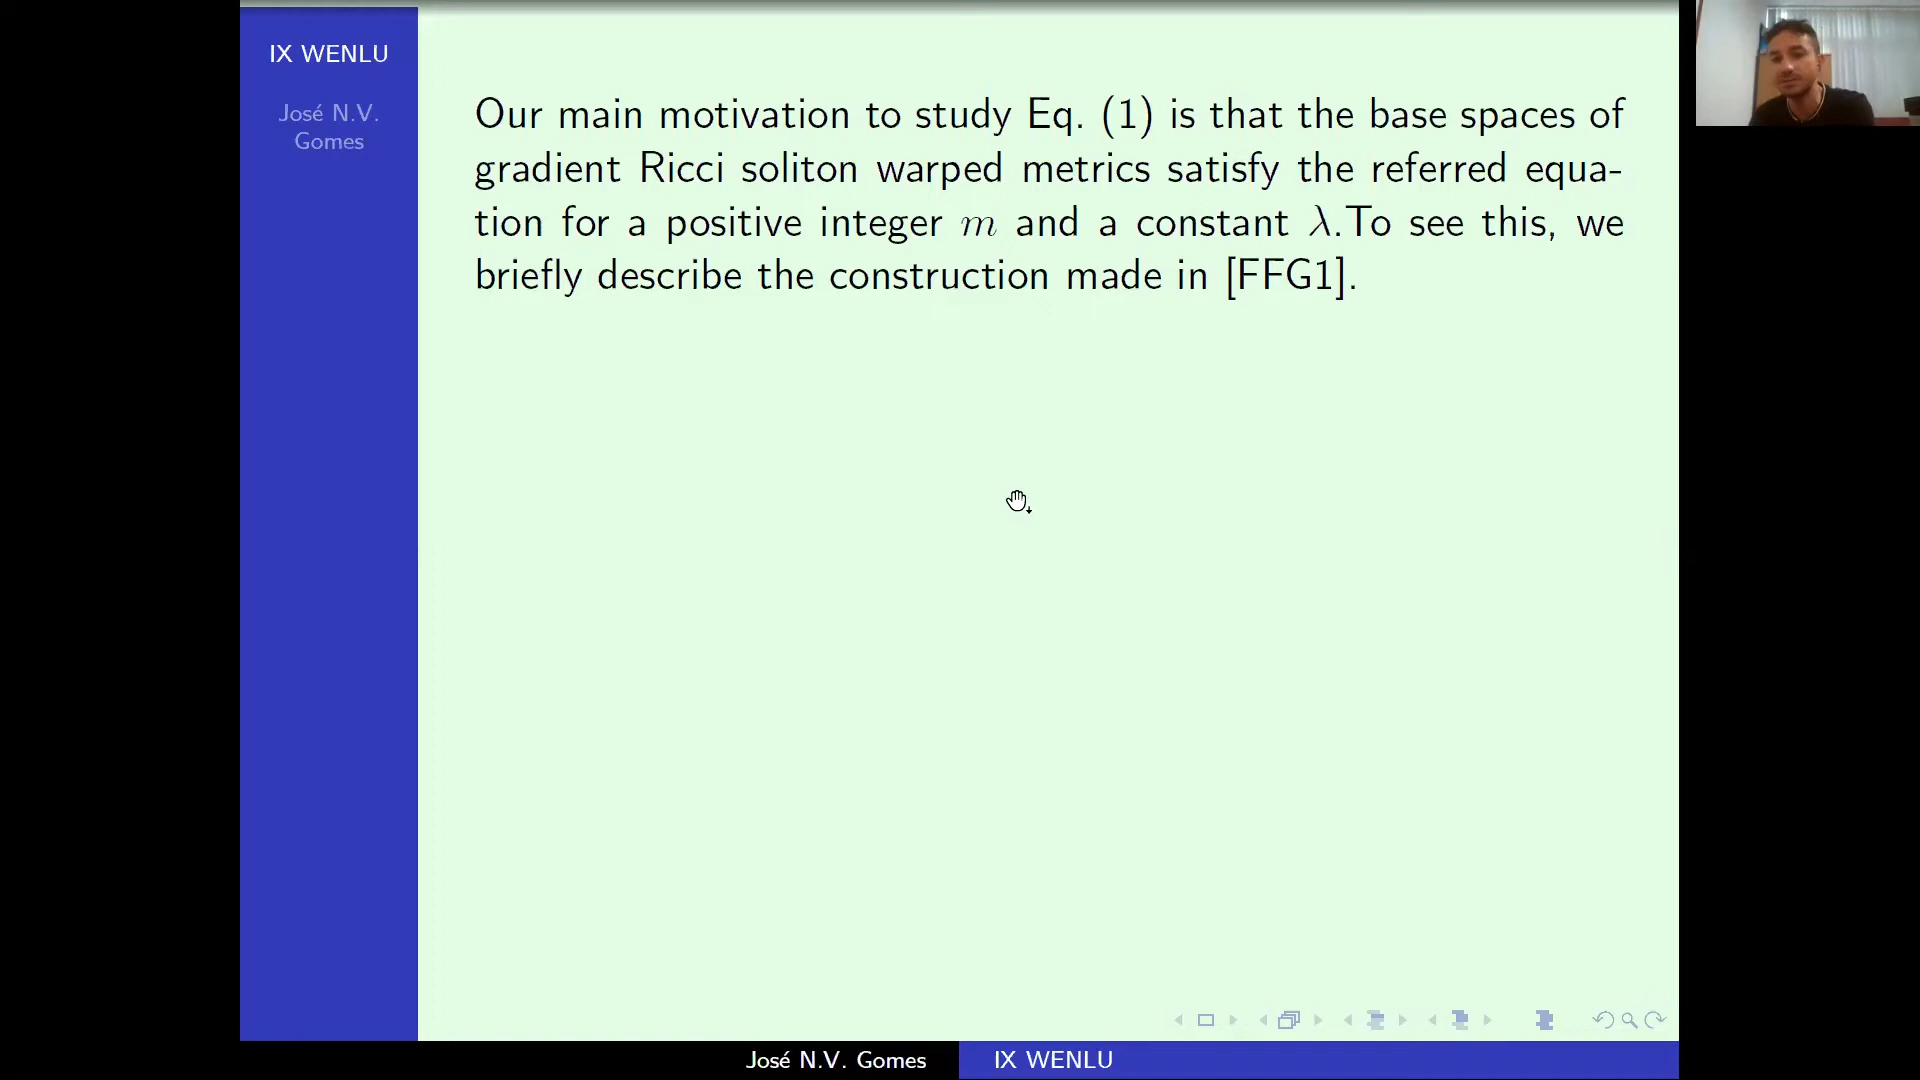 IX WENLU
José N.V.
Gomes
Our main motivation to study Eq. (1) is that the base spaces of
gradient Ricci soliton warped metrics satisfy the referred equa-
tion for a positive integer m and a constant λ.To see this, we
briefly describe the construction made in [FFG1].
José N.V. Gomes
IX WENLU